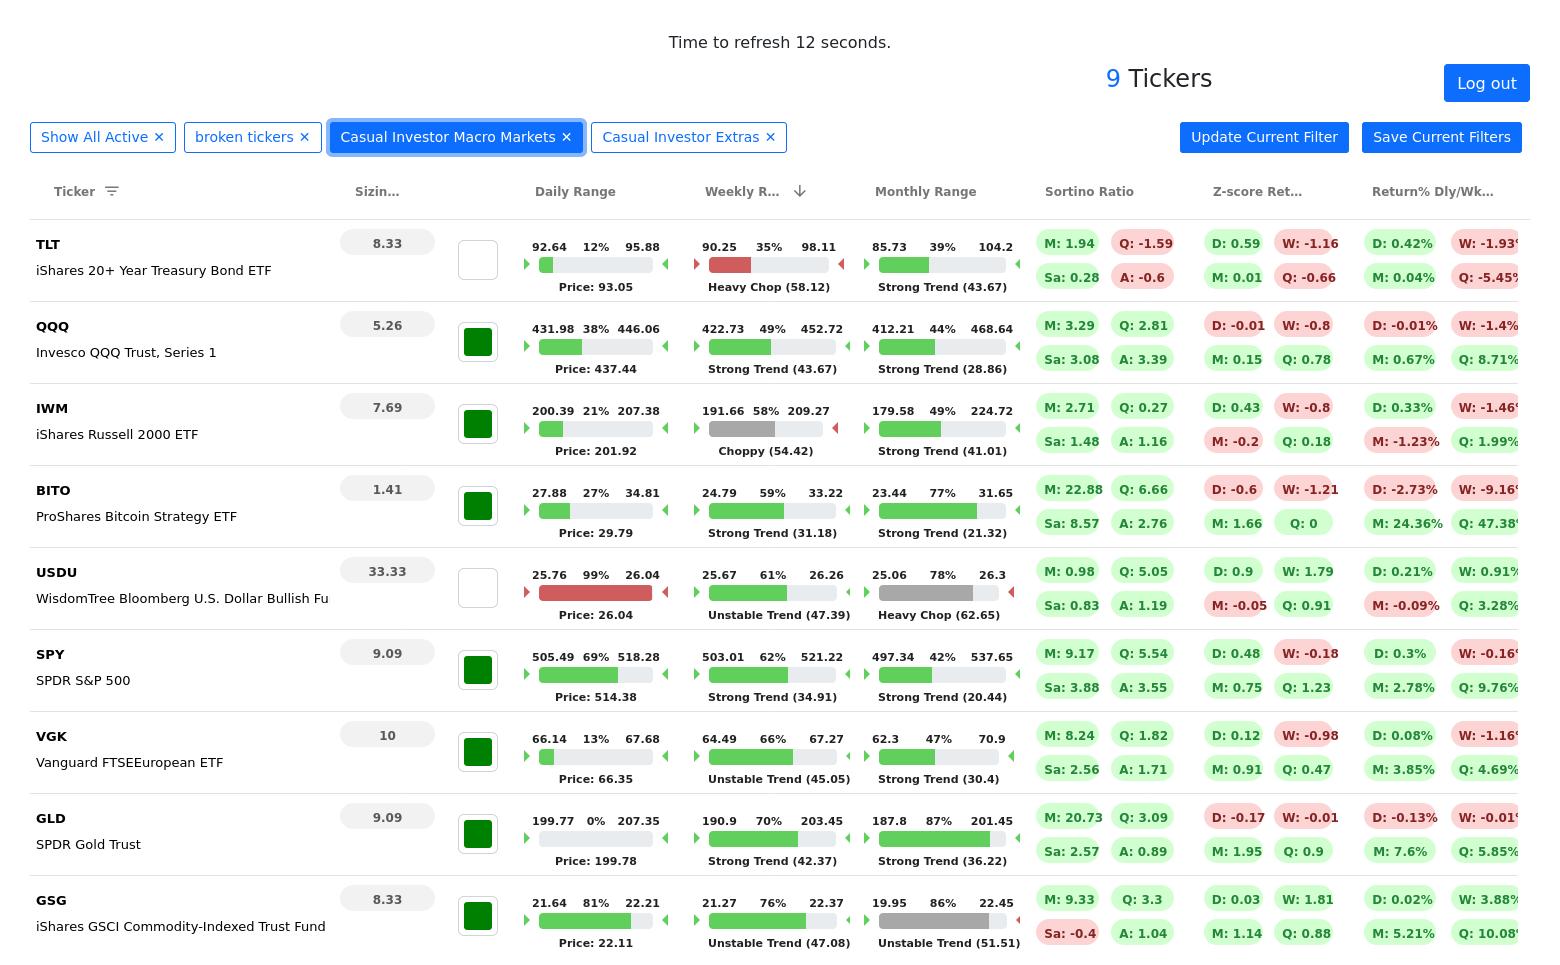 Time to refresh 12 seconds.
9 Tickers
Log out
Show All Active ✕ broken tickers ✕ Casual Investor Macro Markets ✕ Casual Investor Extras ✕ Update Current Filter Save Current Filters
Ticker Sizin… Daily Range Weekly R… Monthly Range Sortino Ratio Z-score Ret… Return% Dly/Wk…
TLT 8.33 M: 1.94 Q: -1.59 D: 0.59 W: -1.16 D: 0.42% W: -1.93%
92.64 12% 95.88 90.25 35% 98.11 85.73 39% 104.2
iShares 20+ Year Treasury Bond ETF Sa: 0.28 A: -0.6 M: 0.01 Q: -0.66 M: 0.04% Q: -5.45%
Price: 93.05 Heavy Chop (58.12) Strong Trend (43.67)
QQQ 5.26 M: 3.29 Q: 2.81 D: -0.01 W: -0.8 D: -0.01% W: -1.4%
431.98 38% 446.06 422.73 49% 452.72 412.21 44% 468.64
Invesco QQQ Trust, Series 1 Sa: 3.08 A: 3.39 M: 0.15 Q: 0.78 M: 0.67% Q: 8.71%
Price: 437.44 Strong Trend (43.67) Strong Trend (28.86)
IWM 7.69 M: 2.71 Q: 0.27 D: 0.43 W: -0.8 D: 0.33% W: -1.46%
200.39 21% 207.38 191.66 58% 209.27 179.58 49% 224.72
iShares Russell 2000 ETF Sa: 1.48 A: 1.16 M: -0.2 Q: 0.18 M: -1.23% Q: 1.99%
Price: 201.92 Choppy (54.42) Strong Trend (41.01)
BITO 1.41 M: 22.88 Q: 6.66 D: -0.6 W: -1.21 D: -2.73% W: -9.16%
27.88 27% 34.81 24.79 59% 33.22 23.44 77% 31.65
ProShares Bitcoin Strategy ETF Sa: 8.57 A: 2.76 M: 1.66 Q: 0 M: 24.36% Q: 47.38%
Price: 29.79 Strong Trend (31.18) Strong Trend (21.32)
USDU 33.33 M: 0.98 Q: 5.05 D: 0.9 W: 1.79 D: 0.21% W: 0.91%
25.76 99% 26.04 25.67 61% 26.26 25.06 78% 26.3
WisdomTree Bloomberg U.S. Dollar Bullish Fu Sa: 0.83 A: 1.19 M: -0.05 Q: 0.91 M: -0.09% Q: 3.28%
Price: 26.04 Unstable Trend (47.39) Heavy Chop (62.65)
SPY 9.09 M: 9.17 Q: 5.54 D: 0.48 W: -0.18 D: 0.3% W: -0.16%
505.49 69% 518.28 503.01 62% 521.22 497.34 42% 537.65
SPDR S&P 500 Sa: 3.88 A: 3.55 M: 0.75 Q: 1.23 M: 2.78% Q: 9.76%
Price: 514.38 Strong Trend (34.91) Strong Trend (20.44)
VGK 10 M: 8.24 Q: 1.82 D: 0.12 W: -0.98 D: 0.08% W: -1.16%
66.14 13% 67.68 64.49 66% 67.27 62.3 47% 70.9
Vanguard FTSEEuropean ETF Sa: 2.56 A: 1.71 M: 0.91 Q: 0.47 M: 3.85% Q: 4.69%
Price: 66.35 Unstable Trend (45.05) Strong Trend (30.4)
GLD 9.09 M: 20.73 Q: 3.09 D: -0.17 W: -0.01 D: -0.13% W: -0.01%
199.77 0% 207.35 190.9 70% 203.45 187.8 87% 201.45
SPDR Gold Trust Sa: 2.57 A: 0.89 M: 1.95 Q: 0.9 M: 7.6% Q: 5.85%
Price: 199.78 Strong Trend (42.37) Strong Trend (36.22)
GSG 8.33 M: 9.33 Q: 3.3 D: 0.03 W: 1.81 D: 0.02% W: 3.88%
21.64 81% 22.21 21.27 76% 22.37 19.95 86% 22.45
iShares GSCI Commodity-Indexed Trust Fund Sa: -0.4 A: 1.04 M: 1.14 Q: 0.88 M: 5.21% Q: 10.08%
Price: 22.11 Unstable Trend (47.08) Unstable Trend (51.51)